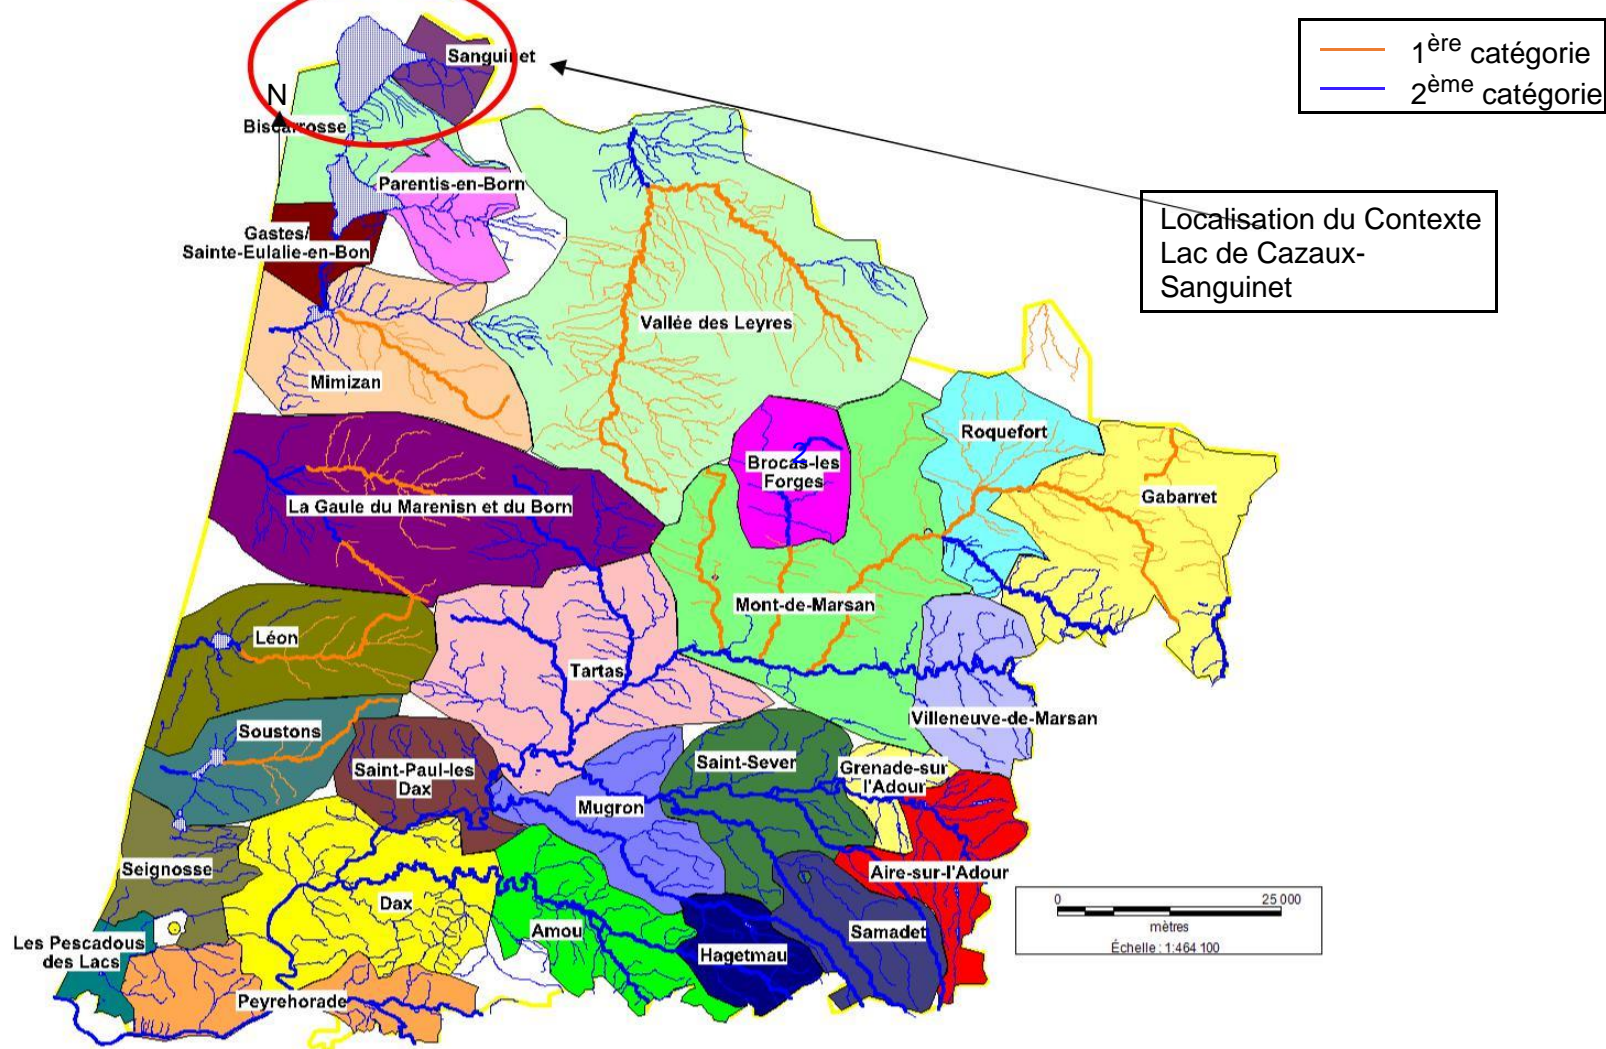 1ère catégorie
2ème catégorie
Sanguinet
N
Biscarrosse
Parentis-en-Born
Localisation du Contexte
Lac de Cazaux-
Sanguinet
Gastes/
Sainte-Eulalie-en-Bon
Vallée des Leyres
Mimizan
Roquefort
Brocas-les
Forges
Gabarret
La Gaule du Marenisn et du Born
Mont-de-Marsan
Léon
Tartas
Villeneuve-de-Marsan
Soustons
Saint-Sever
Grenade-sur
l'Adour
Saint-Paul-les
Dax
Mugron
Seignosse
Aire-sur-l'Adour
Dax
Amou
Samadet
0
25 000
mètres
Échelle : 1:464 100
Les Pescadous
des Lacs
Hagetmau
Peyrehorade